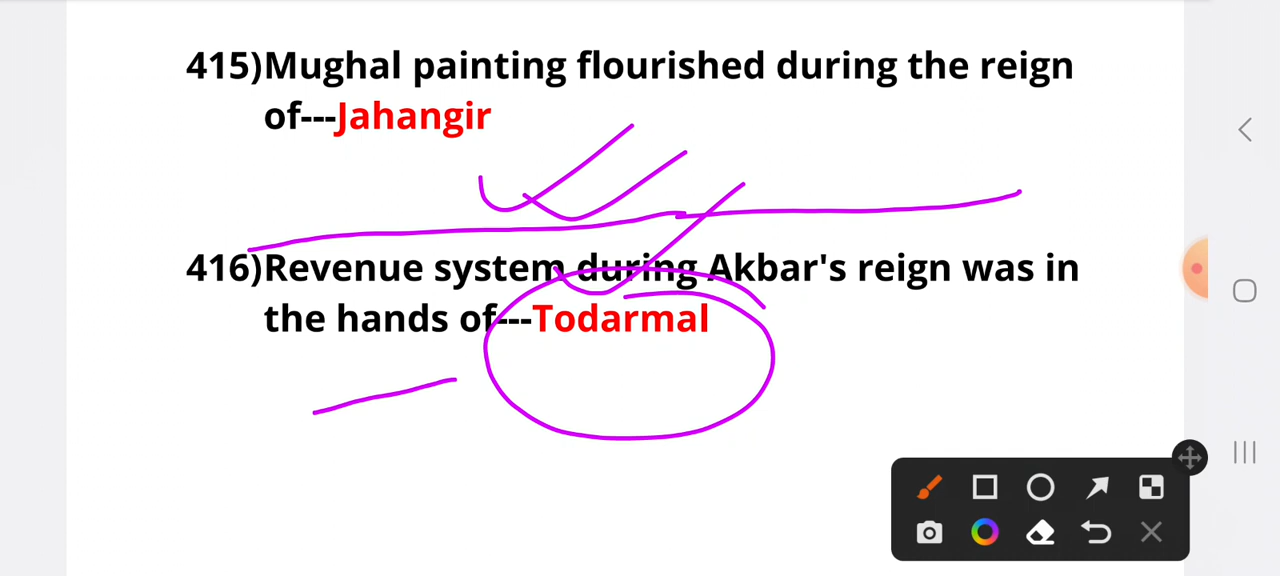 415)Mughal painting flourished during the reign
of---Jahangir
416)Revenue system during Akbar's reign was in
the hands of---Todarmal